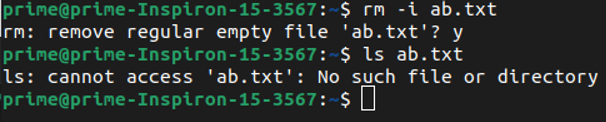 prime@prime-Inspiron-15-3567:~$ rm -i ab.txt
rm: remove regular empty file 'ab.txt'? y
prime@prime-Inspiron-15-3567:~$ ls ab.txt
ls: cannot access 'ab.txt': No such file or directory
prime@prime-Inspiron-15-3567:~$